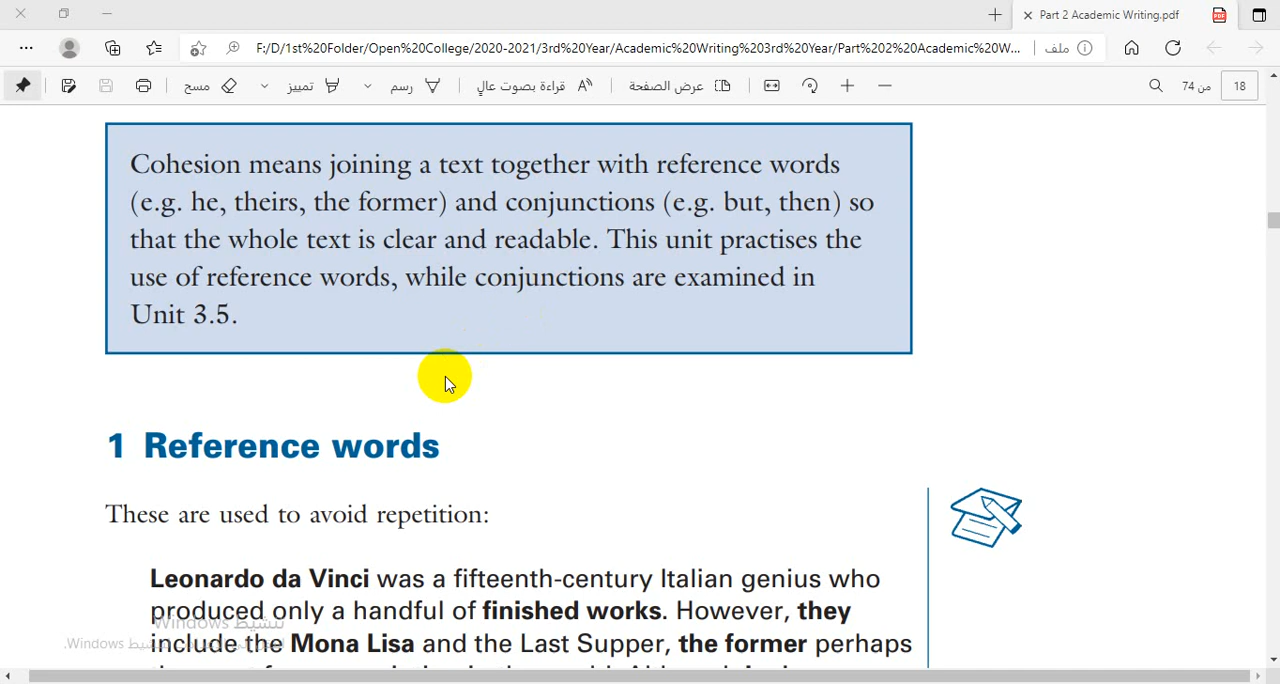 Part 2 Academic Writing.pdf
F:/D/1st%20Folder/Open%20College/2020-2021/3rd%20Year/Academic%20Writing%203rd%20Year/Part%202%20Academic%20W...
ملف
مسح
تمييز
رسم
قراءة بصوت عالٍ
عرض الصفحة
من 74
18
Cohesion means joining a text together with reference words
(e.g. he, theirs, the former) and conjunctions (e.g. but, then) so
that the whole text is clear and readable. This unit practises the
use of reference words, while conjunctions are examined in
Unit 3.5.
1 Reference words
These are used to avoid repetition:
Leonardo da Vinci was a fifteenth-century Italian genius who
produced only a handful of finished works. However, they
include the Mona Lisa and the Last Supper, the former perhaps
تنشيط Windows
Windows.